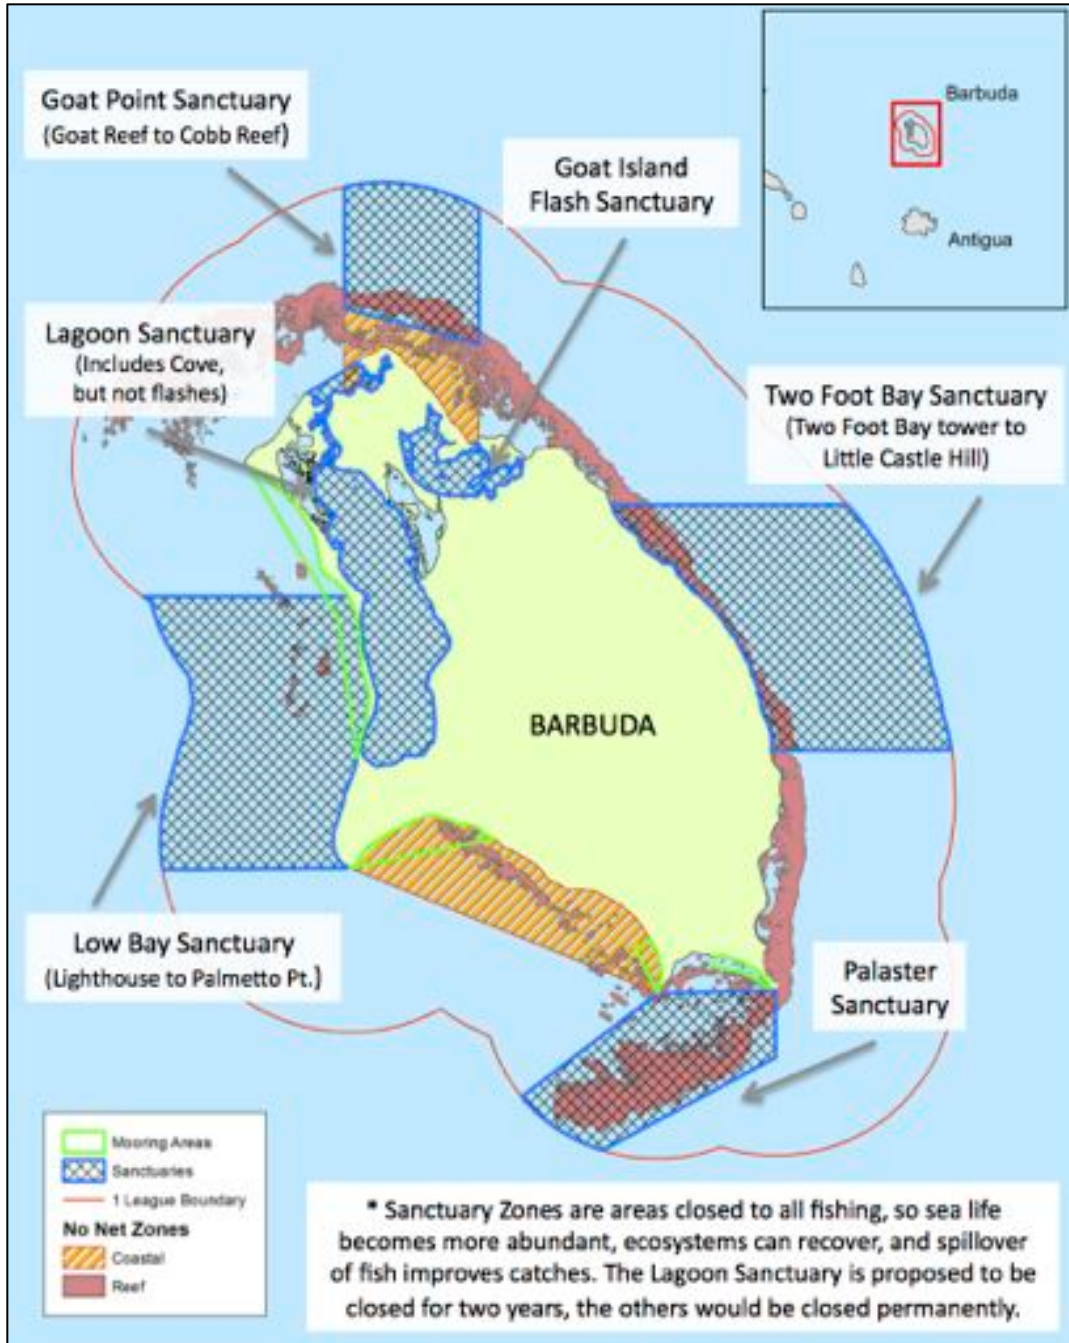 Goat Point Sanctuary
(Goat Reef to Cobb Reef)
Goat Island
Flash Sanctuary
Barbuda
Antigua
Lagoon Sanctuary
(Includes Cove,
but not flashes)
Two Foot Bay Sanctuary
(Two Foot Bay tower to
Little Castle Hill)
BARBUDA
Low Bay Sanctuary
(Lighthouse to Palmetto Pt.)
Palaster
Sanctuary
Mooring Areas
Sanctuaries
1 League Boundary
No Net Zones
Coastal
Reef
* Sanctuary Zones are areas closed to all fishing, so sea life
becomes more abundant, ecosystems can recover, and spillover
of fish improves catches. The Lagoon Sanctuary is proposed to be
closed for two years, the others would be closed permanently.